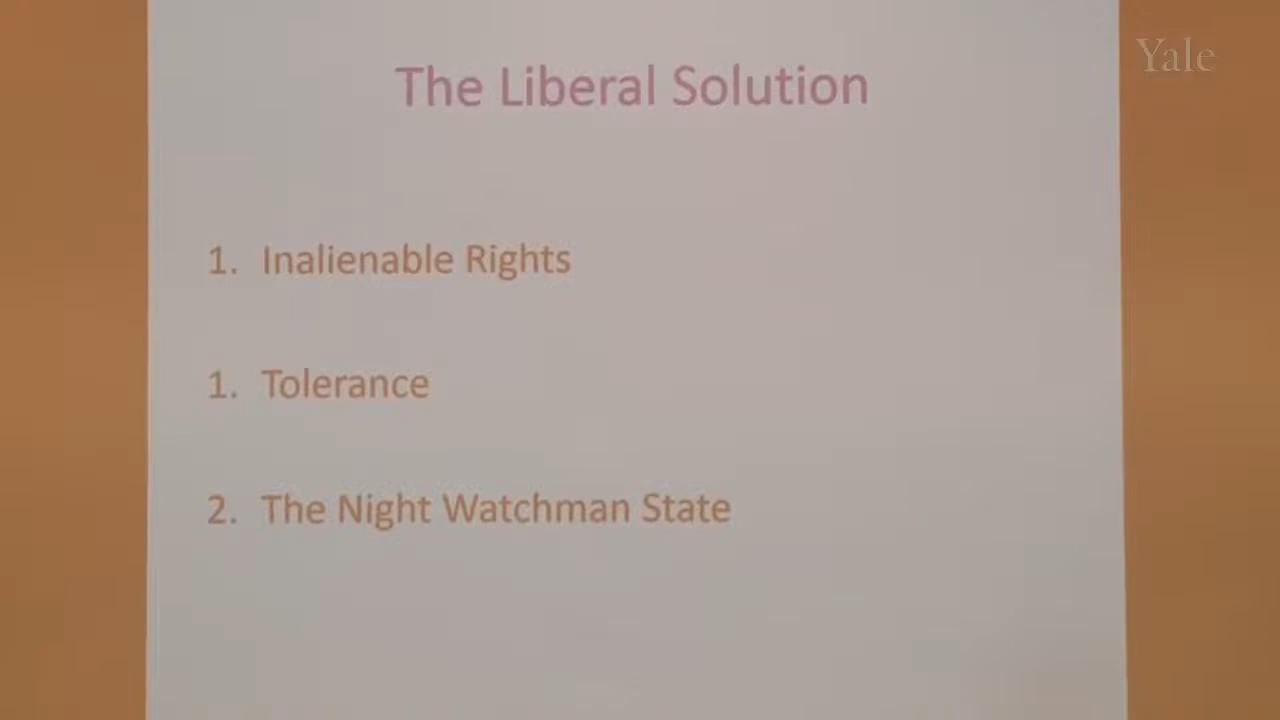 Yale
The Liberal Solution
1. Inalienable Rights
1. Tolerance
2. The Night Watchman State